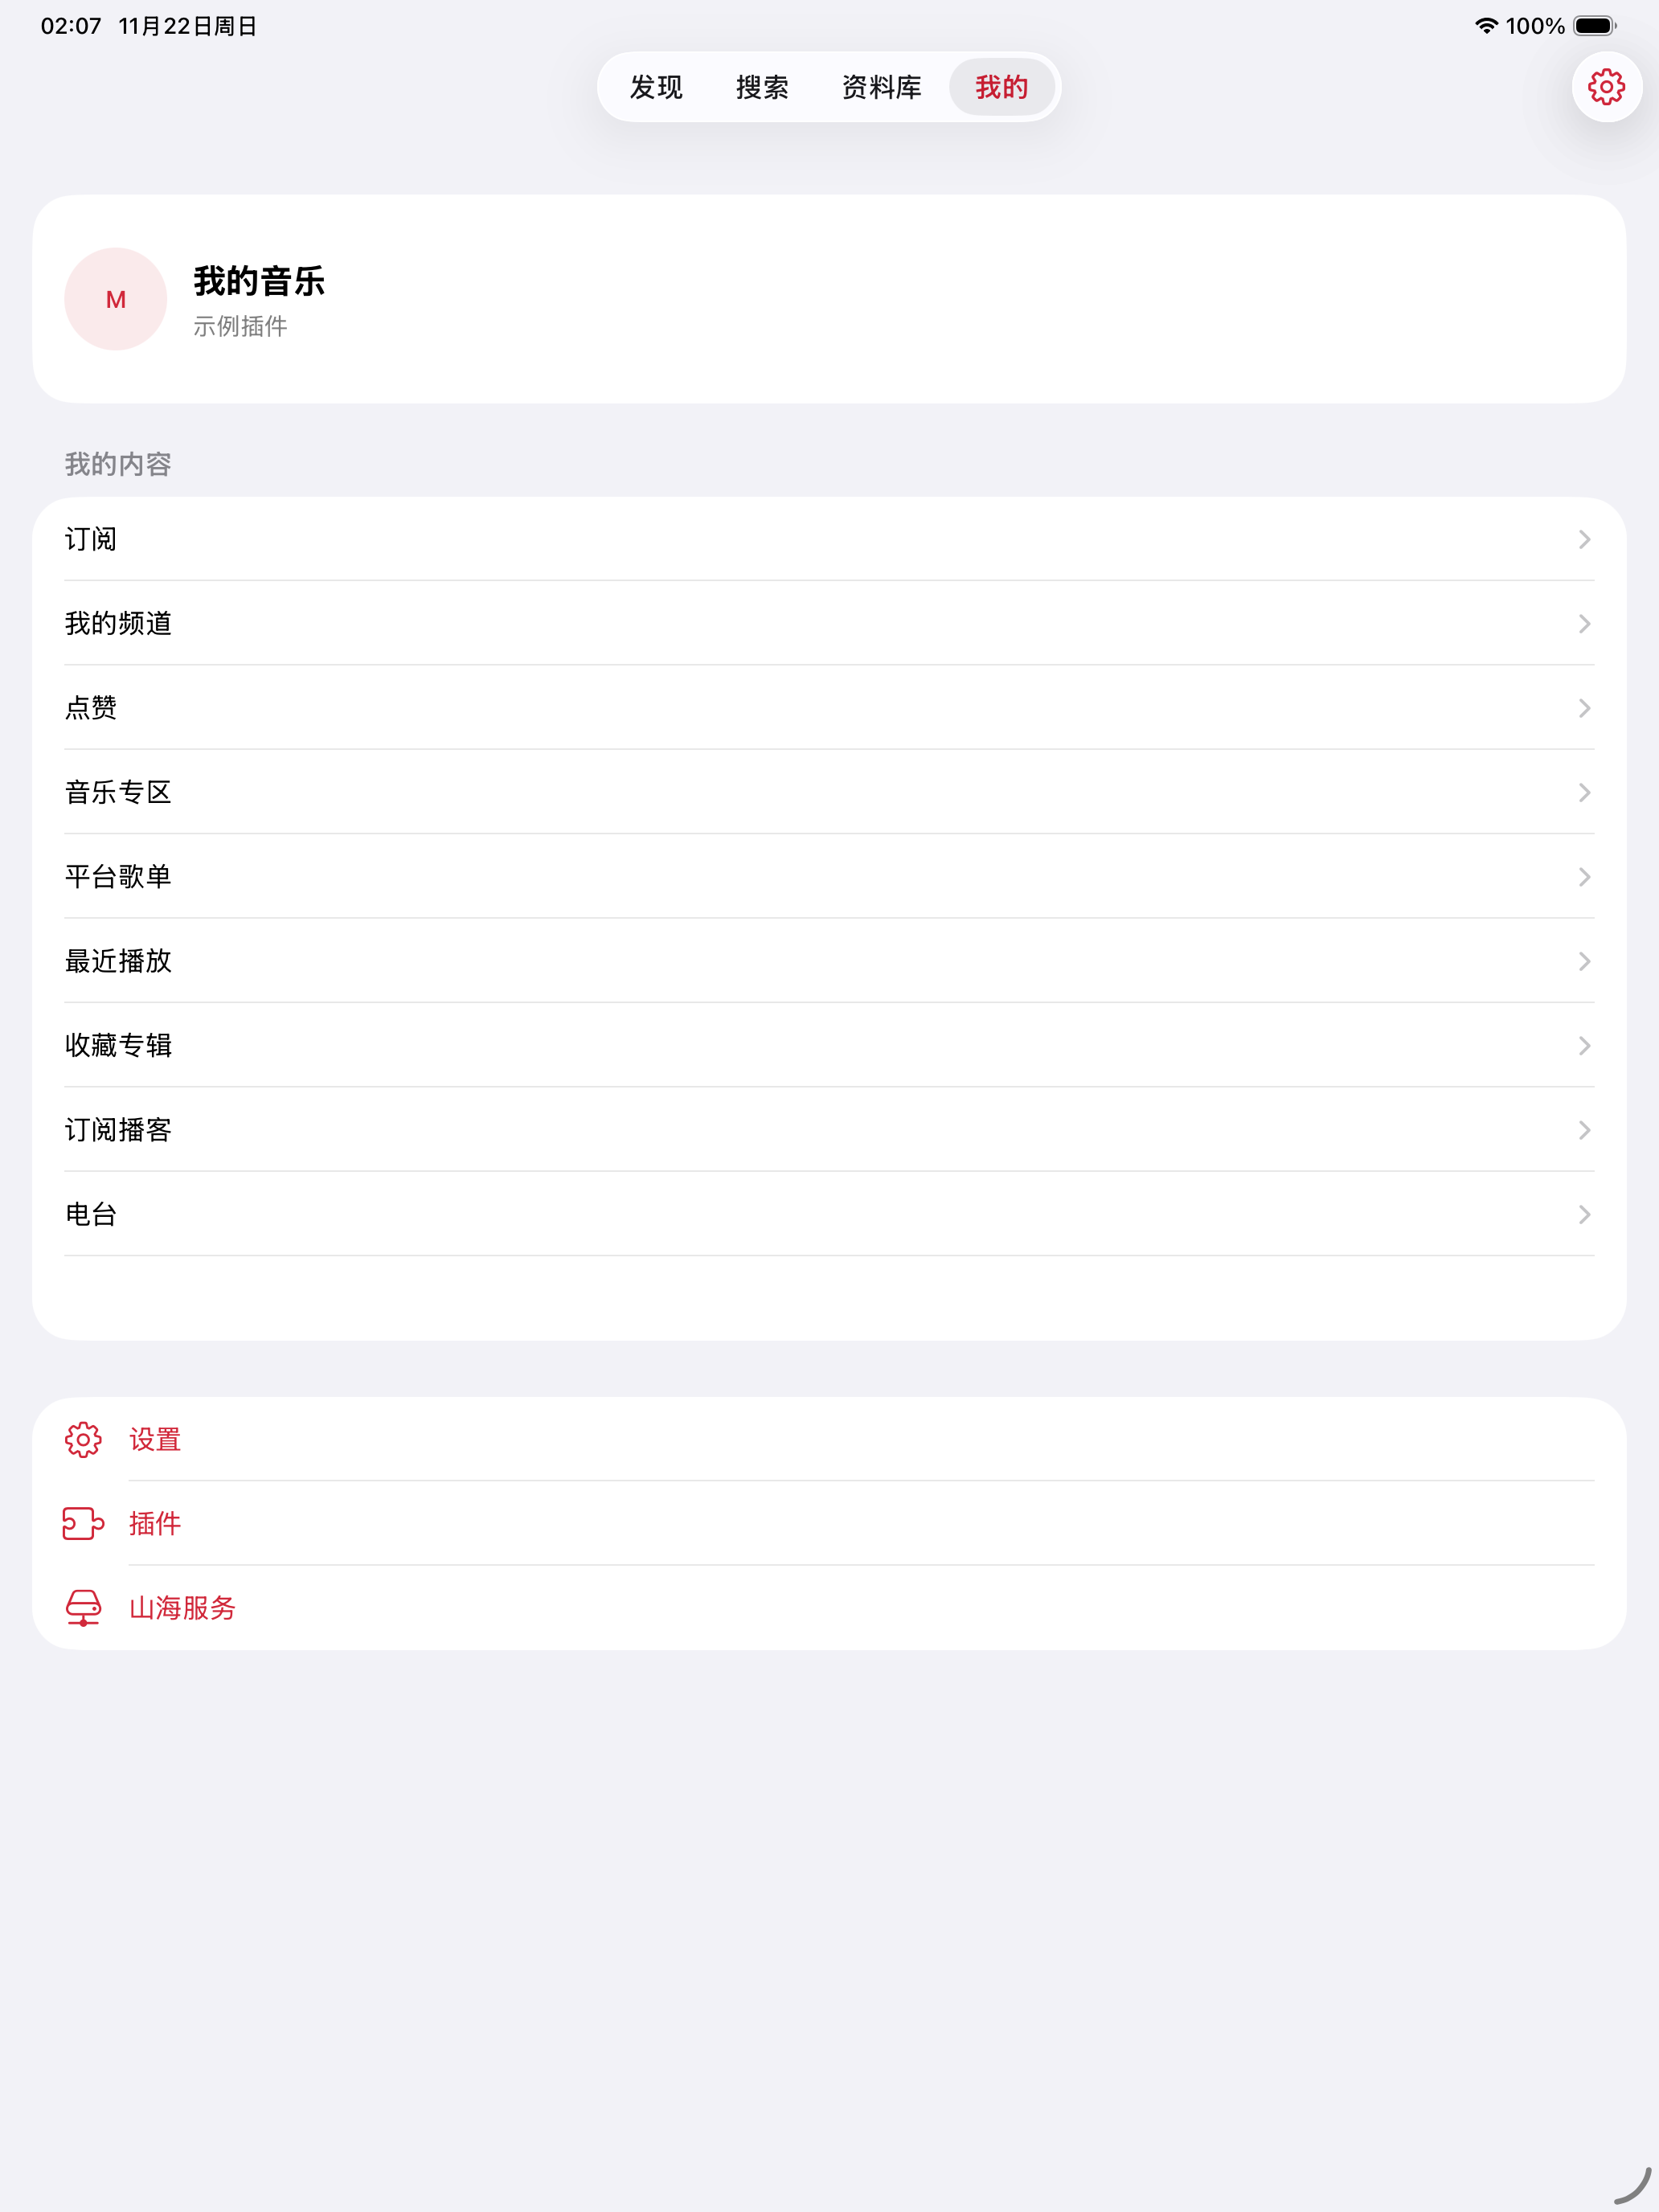 02:07 11月22日周日
100%
发现 搜索 资料库 我的
M
我的音乐
示例插件
我的内容
订阅
我的频道
点赞
音乐专区
平台歌单
最近播放
收藏专辑
订阅播客
电台
设置
插件
山海服务